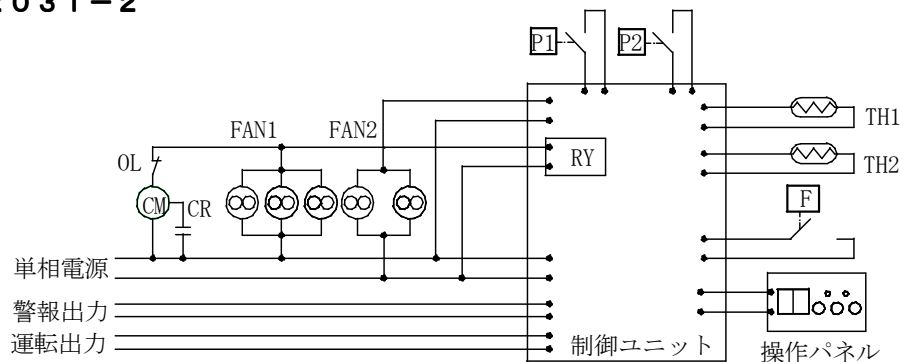 2031−2
P1
P2
FAN1
FAN2
TH1
RY
OL
TH2
CM
CR
F
単相電源
警報出力
運転出力
制御ユニット
操作パネル